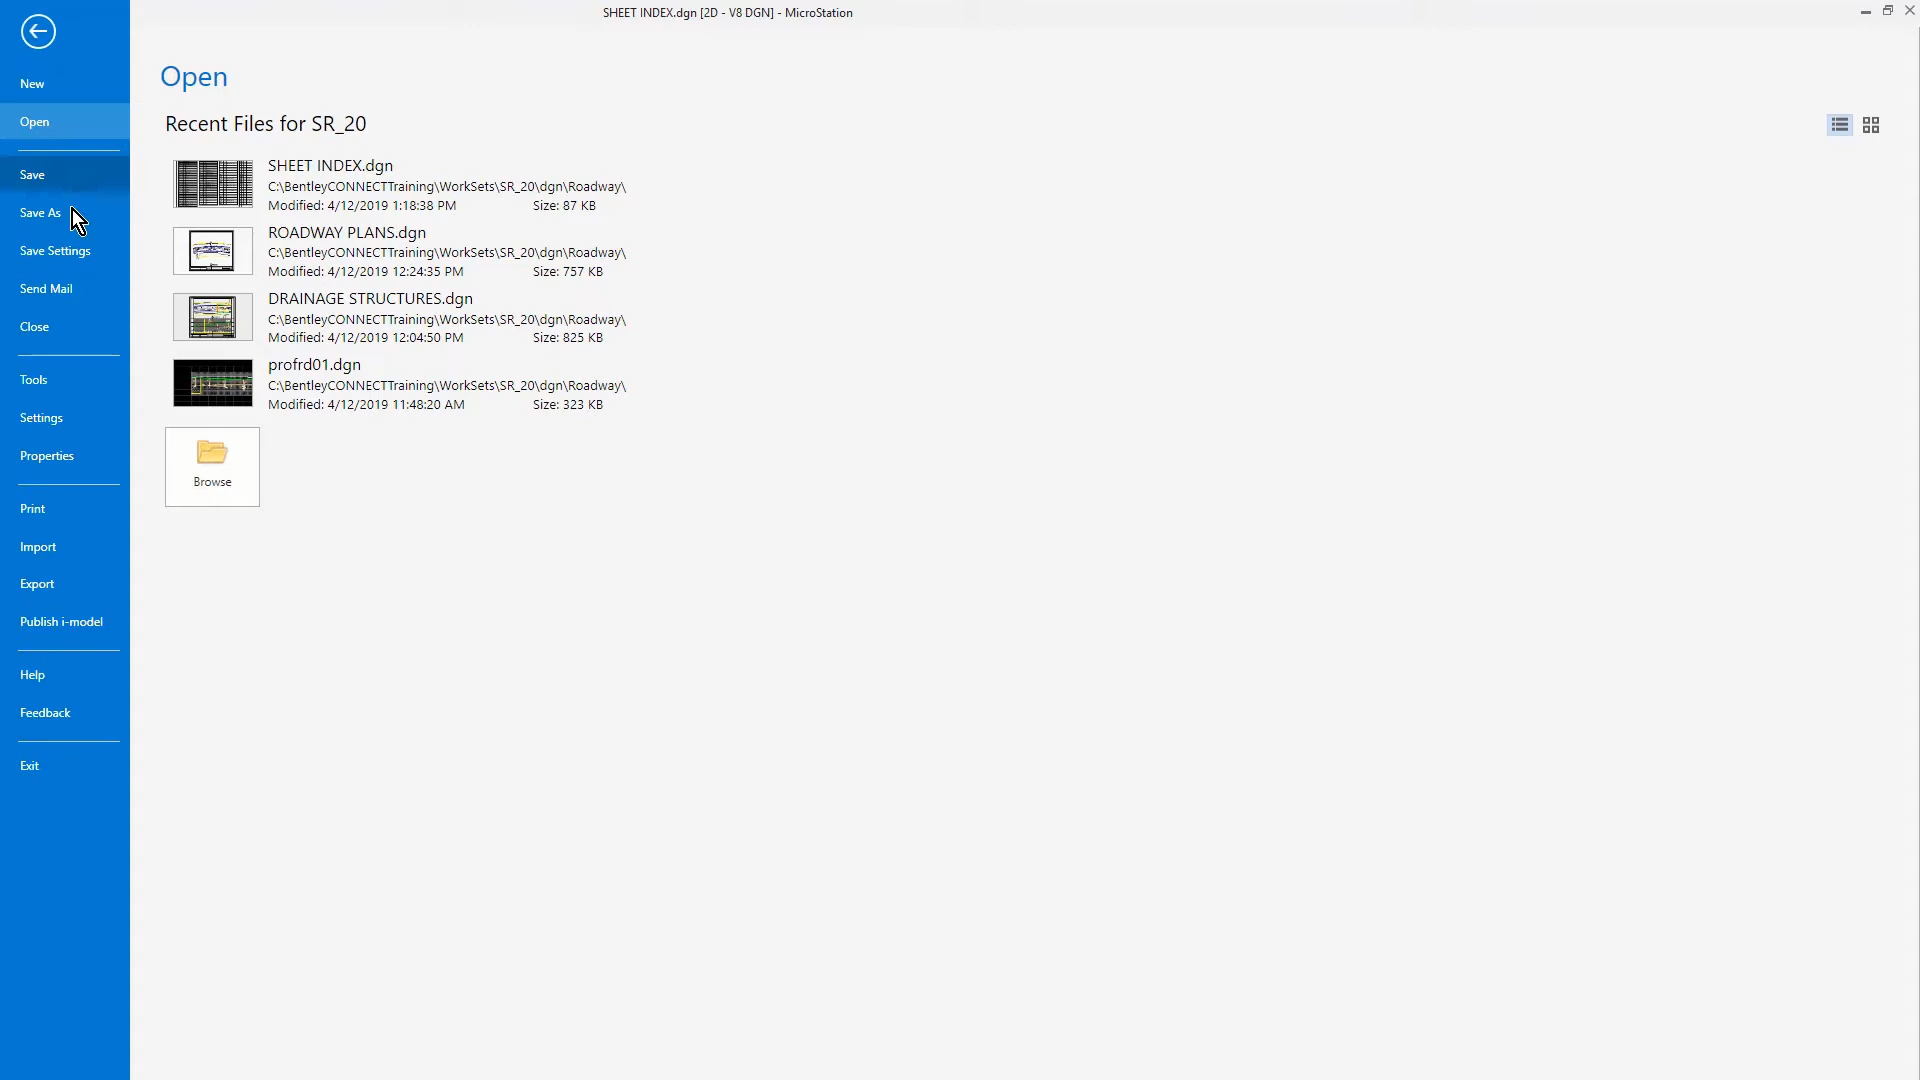 SHEET INDEX.dgn [2D - V8 DGN] - MicroStation
New
Open
Save
Save As
Save Settings
Send Mail
Close
Tools
Settings
Properties
Print
Import
Export
Publish i-model
Help
Feedback
Exit
Open
Recent Files for SR_20
SHEET INDEX.dgn
C:\BentleyCONNECTTraining\WorkSets\SR_20\dgn\Roadway\
Modified: 4/12/2019 1:18:38 PM Size: 87 KB
ROADWAY PLANS.dgn
C:\BentleyCONNECTTraining\WorkSets\SR_20\dgn\Roadway\
Modified: 4/12/2019 12:24:35 PM Size: 757 KB
DRAINAGE STRUCTURES.dgn
C:\BentleyCONNECTTraining\WorkSets\SR_20\dgn\Roadway\
Modified: 4/12/2019 12:04:50 PM Size: 825 KB
profrd01.dgn
C:\BentleyCONNECTTraining\WorkSets\SR_20\dgn\Roadway\
Modified: 4/12/2019 11:48:20 AM Size: 323 KB
Browse